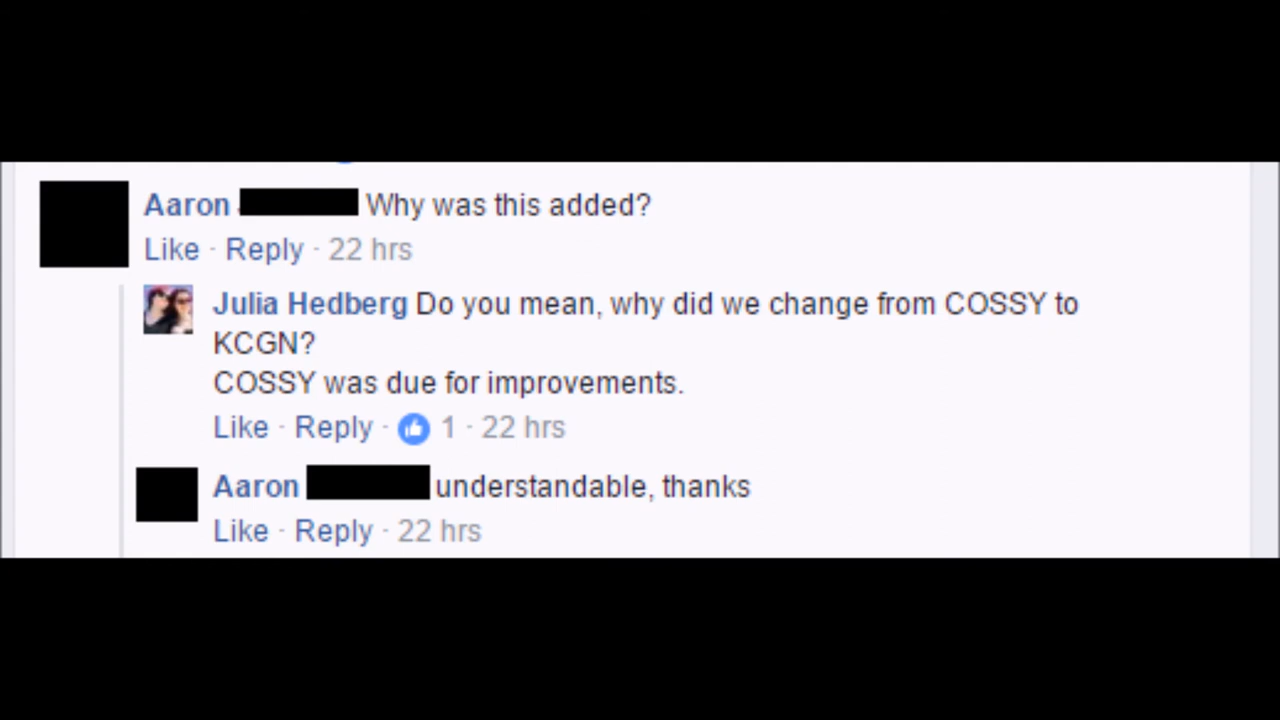 Aaron Why was this added?
Like · Reply · 22 hrs
Julia Hedberg Do you mean, why did we change from COSSY to
KCGN?
COSSY was due for improvements.
Like · Reply · 1 · 22 hrs
Aaron understandable, thanks
Like · Reply · 22 hrs